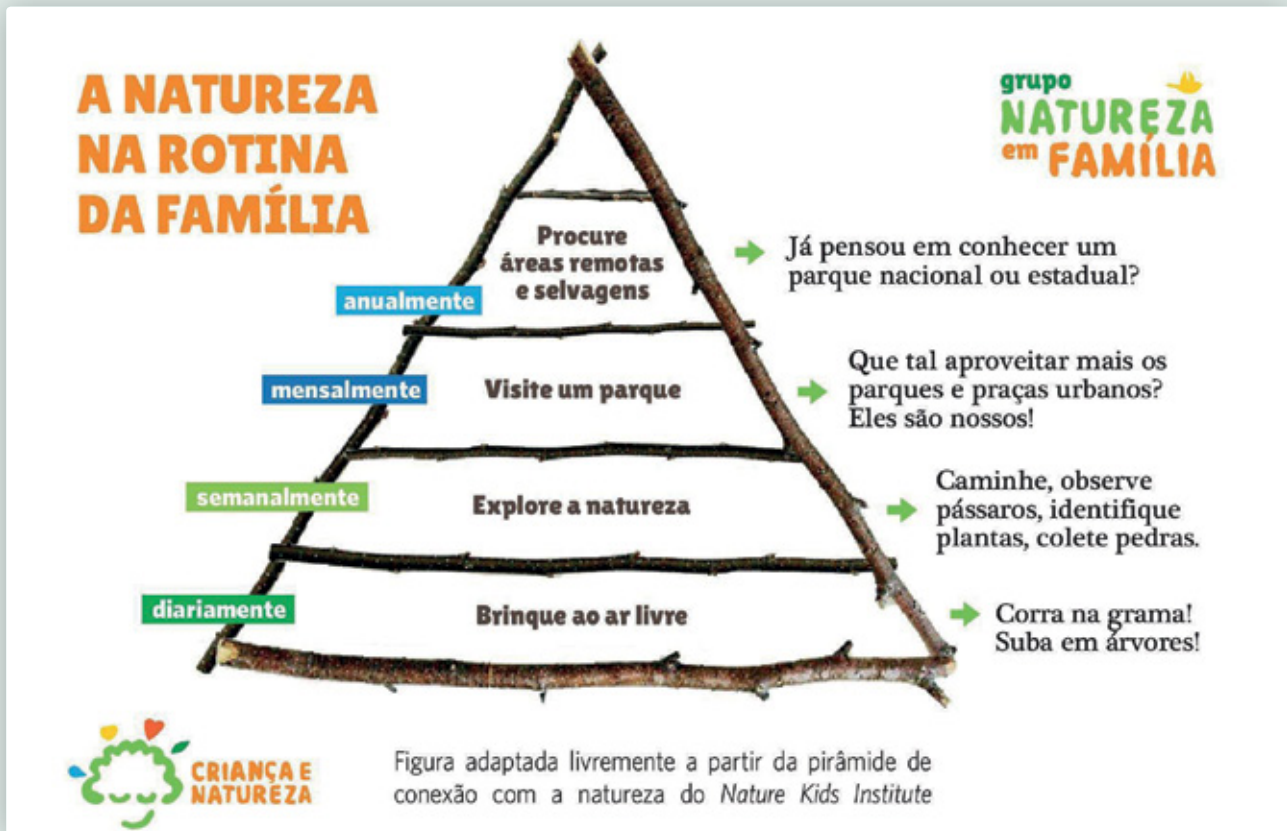 A NATUREZA
NA ROTINA
DA FAMÍLIA
grupo
NATUREZA
em FAMÍLIA
Procure
áreas remotas
e selvagens
anualmente
Já pensou em conhecer um
parque nacional ou estadual?
mensalmente
Visite um parque
Que tal aproveitar mais os
parques e praças urbanos?
Eles são nossos!
semanalmente
Explore a natureza
Caminhe, observe
pássaros, identifique
plantas, colete pedras.
diariamente
Brinque ao ar livre
Corra na grama!
Suba em árvores!
CRIANÇA E
NATUREZA
Figura adaptada livremente a partir da pirâmide de
conexão com a natureza do Nature Kids Institute